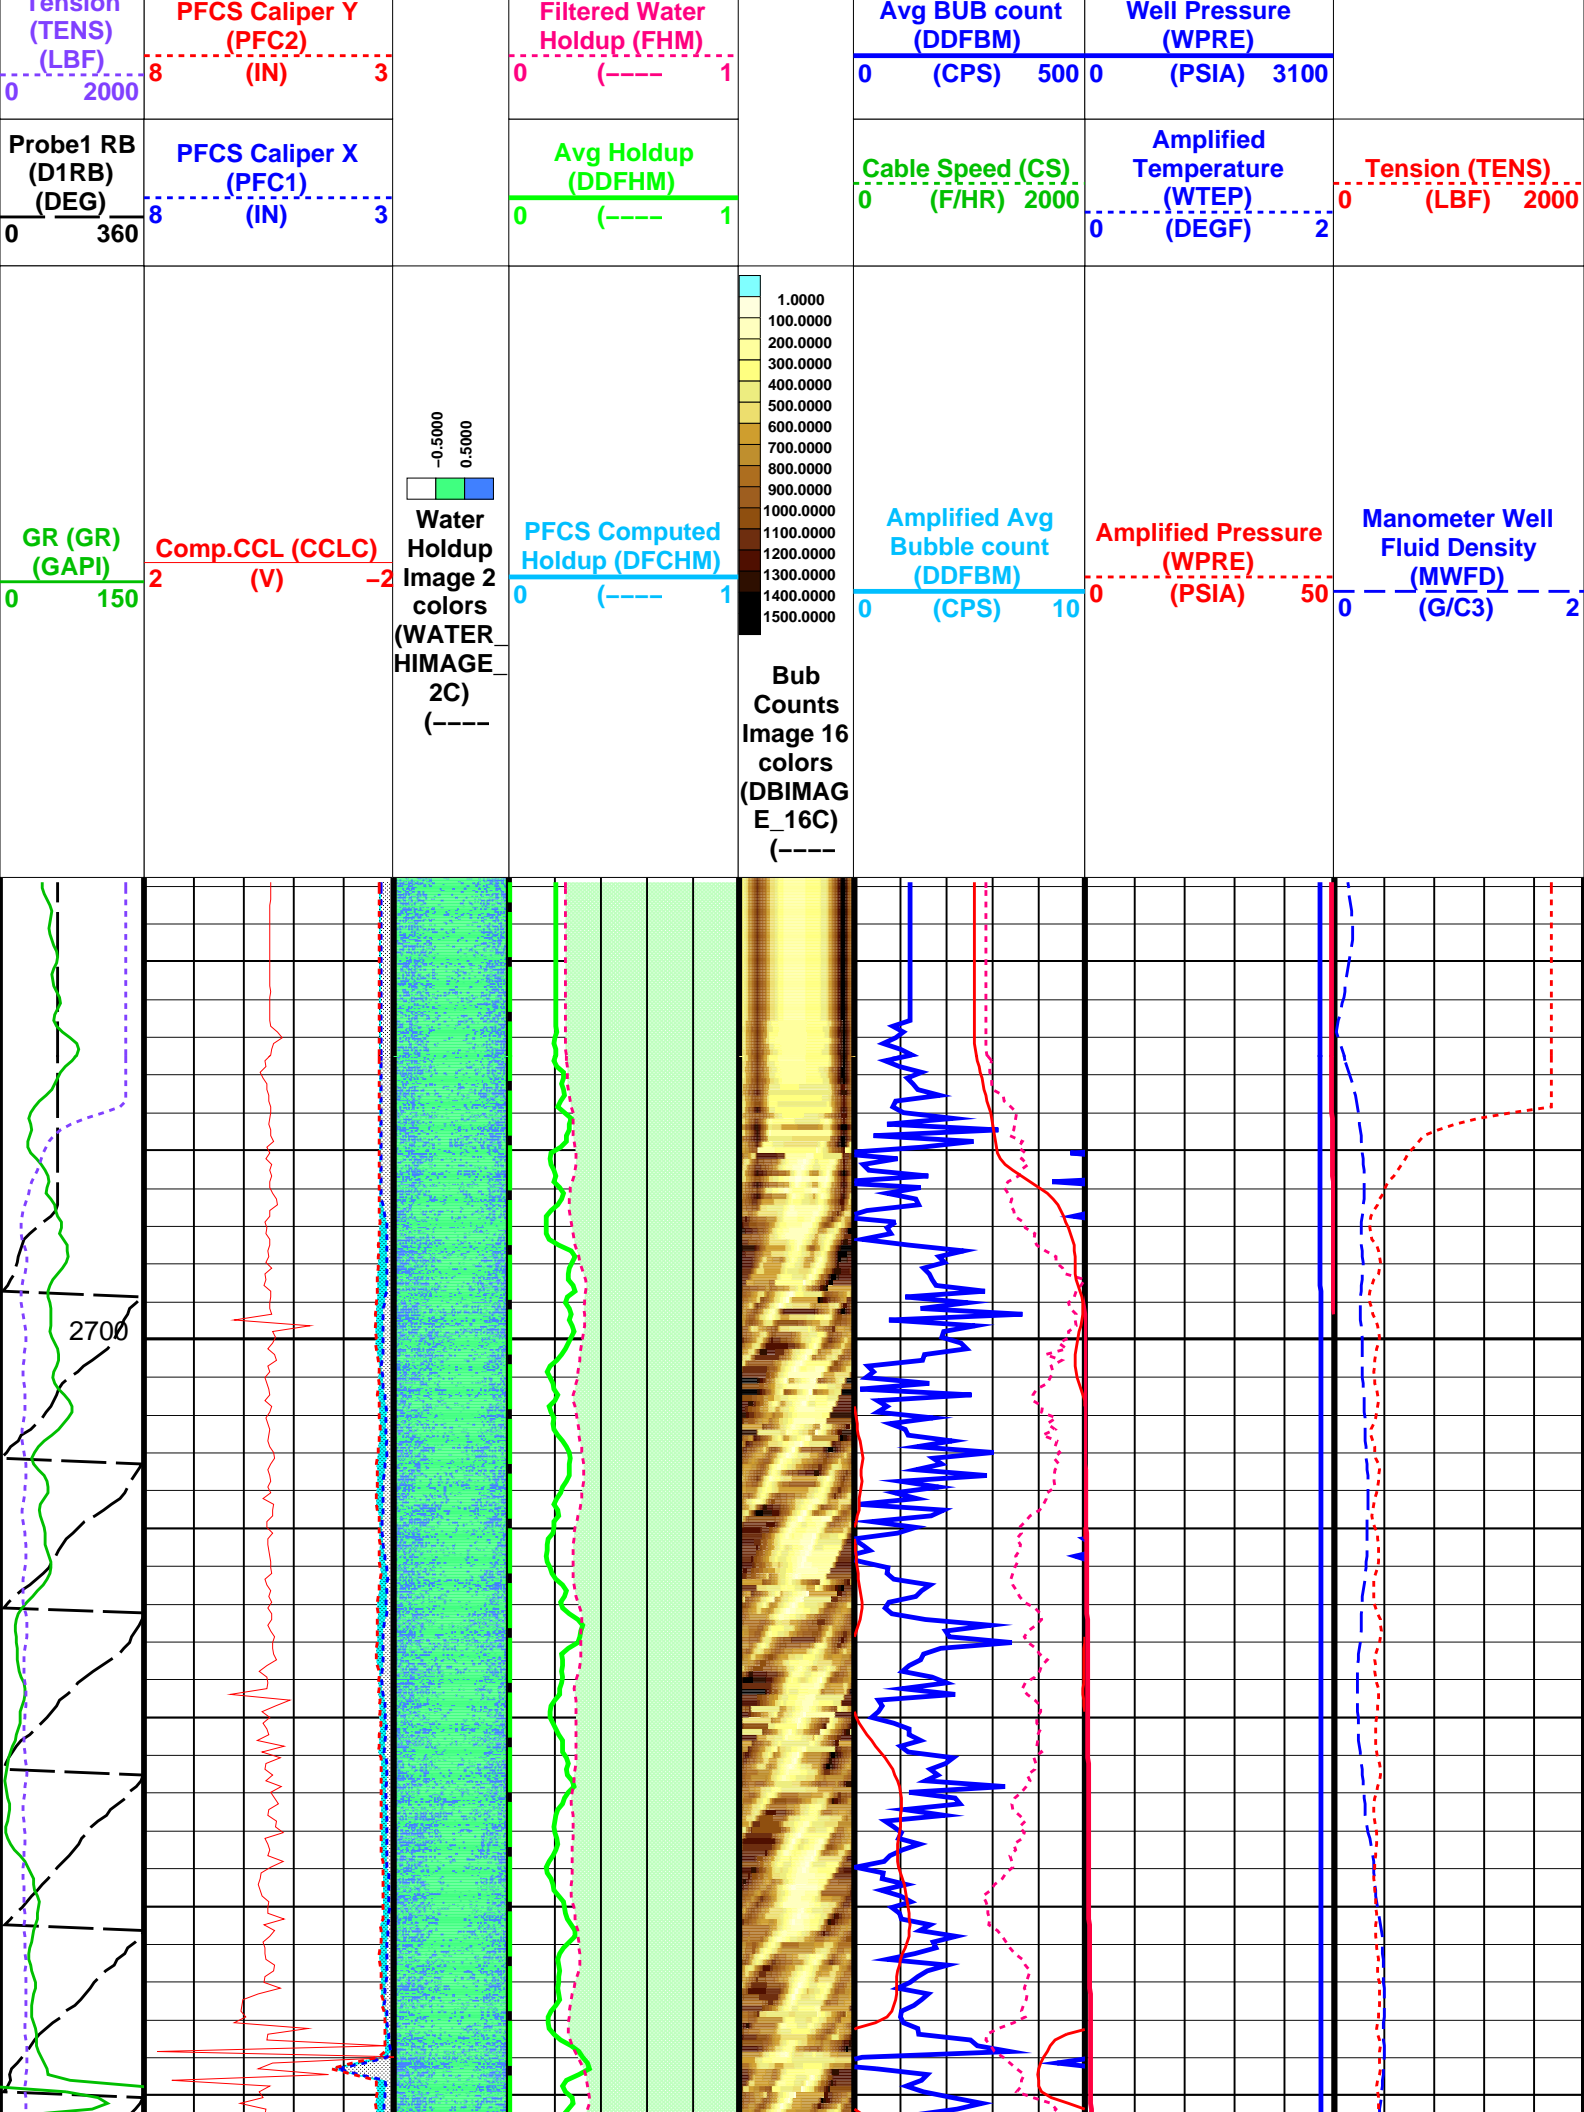 Tension
(TENS)
(LBF)
0 2000
PFCS Caliper Y
(PFC2)
8 (IN) 3
Filtered Water
Holdup (FHM)
0 (---- 1
Avg BUB count
(DDFBM)
0 (CPS) 500
Well Pressure
(WPRE)
0 (PSIA) 3100
Probe1 RB
(D1RB)
(DEG)
0 360
PFCS Caliper X
(PFC1)
8 (IN) 3
Avg Holdup
(DDFHM)
0 (---- 1
Cable Speed (CS)
0 (F/HR) 2000
Amplified
Temperature
(WTEP)
0 (DEGF) 2
Tension (TENS)
0 (LBF) 2000
GR (GR)
(GAPI)
0 150
Comp.CCL (CCLC)
2 (V) −2
−0.5000
0.5000
Water
Holdup
Image 2
colors
(WATER_
HIMAGE_
2C)
(----
PFCS Computed
Holdup (DFCHM)
0 (---- 1
1.0000
100.0000
200.0000
300.0000
400.0000
500.0000
600.0000
700.0000
800.0000
900.0000
1000.0000
1100.0000
1200.0000
1300.0000
1400.0000
1500.0000
Bub
Counts
Image 16
colors
(DBIMAG
E_16C)
(----
Amplified Avg
Bubble count
(DDFBM)
0 (CPS) 10
Amplified Pressure
(WPRE)
0 (PSIA) 50
Manometer Well
Fluid Density
(MWFD)
0 (G/C3) 2
2700